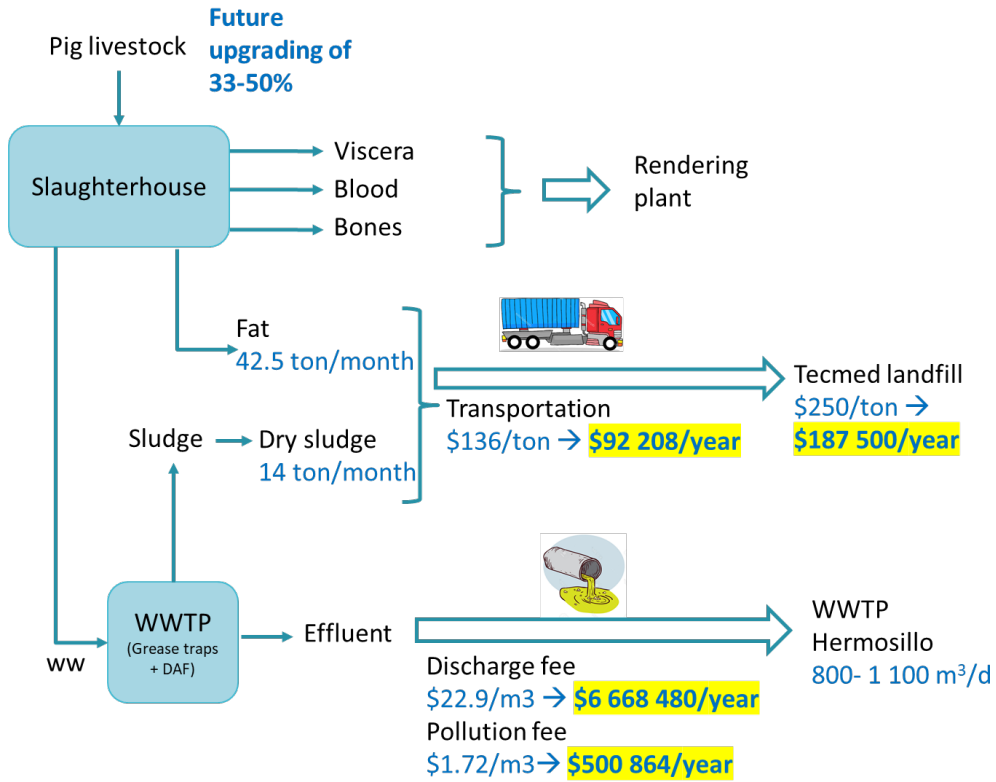 Pig livestock
Future
upgrading of
33-50%
Slaughterhouse
Viscera
Blood
Bones
Rendering
plant
Fat
42.5 ton/month
Sludge
Dry sludge
14 ton/month
Transportation
$136/ton → $92 208/year
Tecmed landfill
$250/ton →
$187 500/year
ww
WWTP
(Grease traps
+ DAF)
Effluent
Discharge fee
$22.9/m3 → $6 668 480/year
Pollution fee
$1.72/m3→ $500 864/year
WWTP
Hermosillo
800- 1 100 m³/d